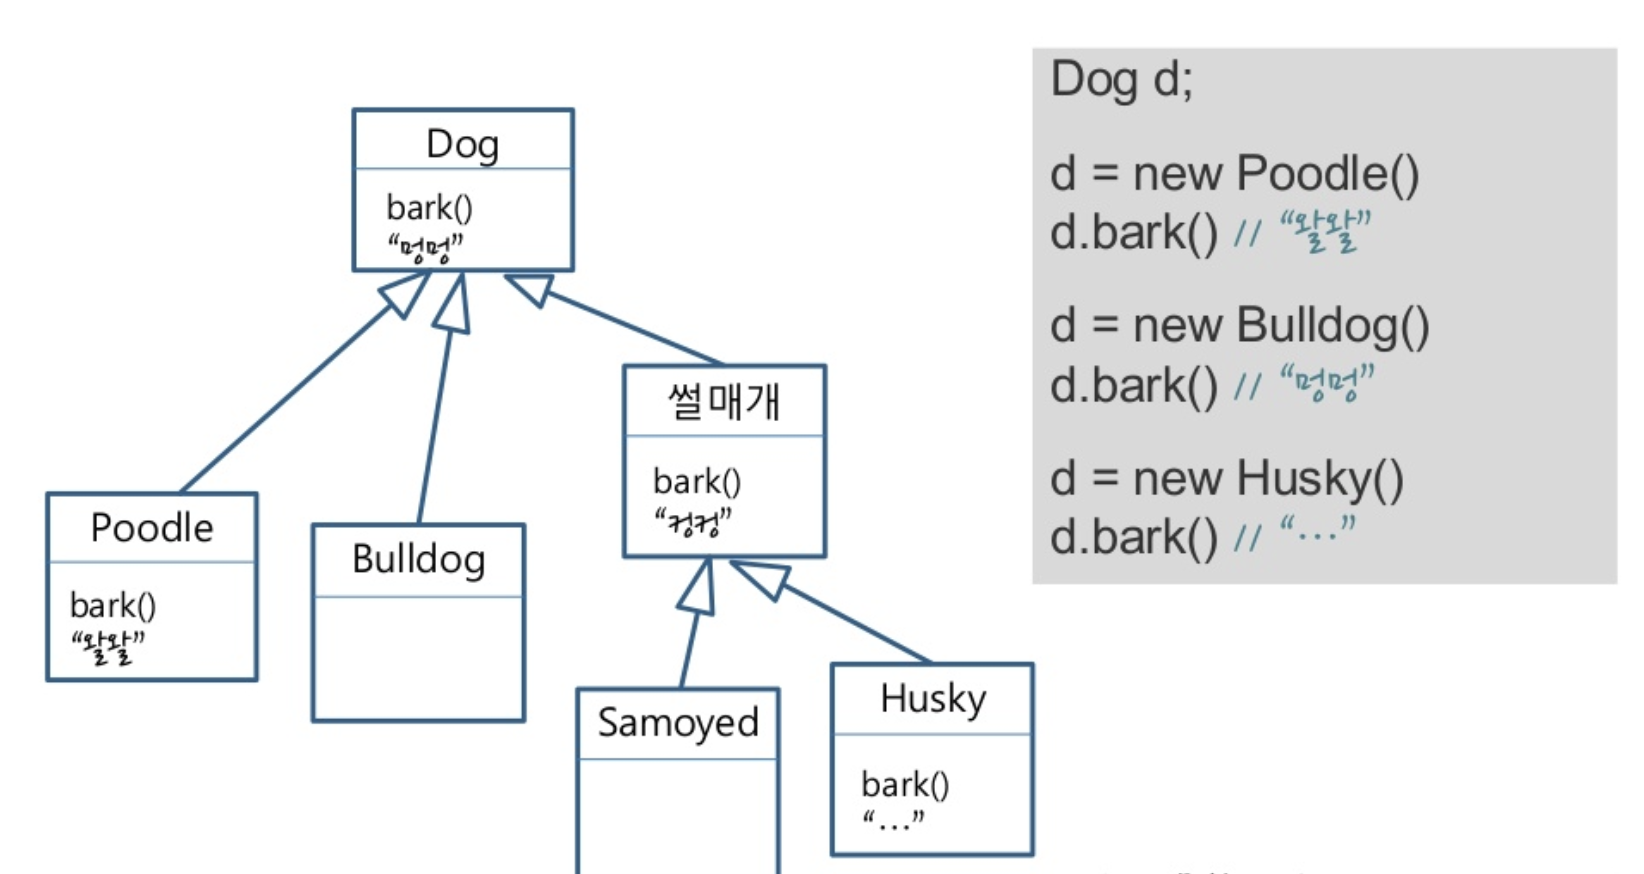 Dog
bark()
“멍멍”
Poodle
bark()
“왈왈”
Bulldog
썰매개
bark()
“컹컹”
Samoyed
Husky
bark()
“…”
Dog d;
d = new Poodle()
d.bark() // “왈왈”
d = new Bulldog()
d.bark() // “멍멍”
d = new Husky()
d.bark() // “…”